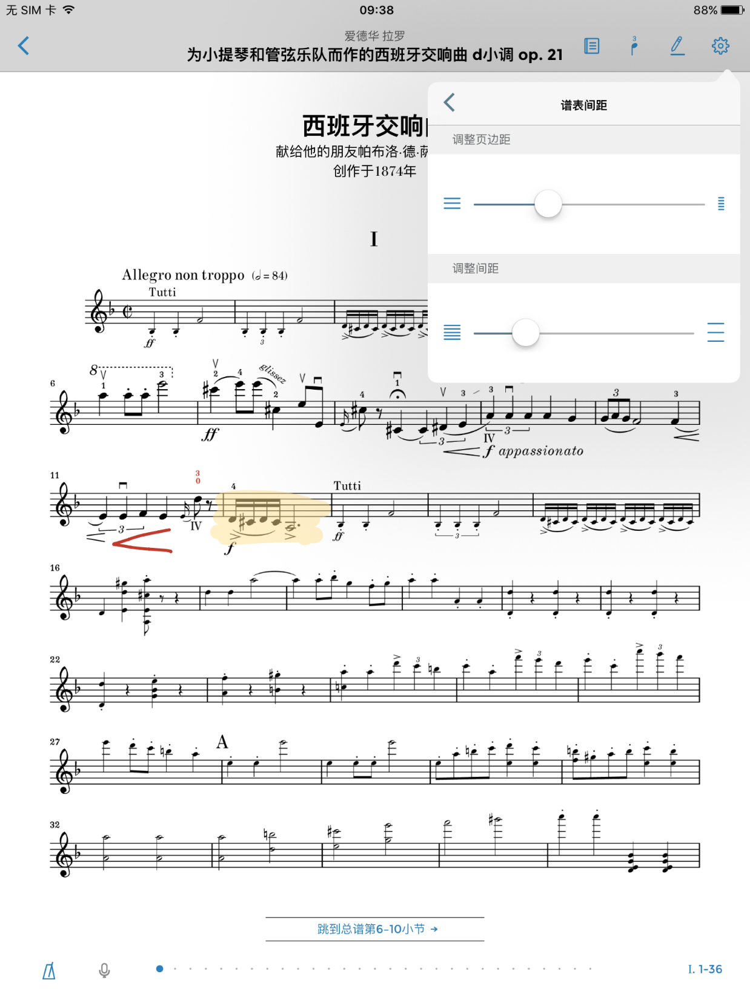 无 SIM 卡
09:38
88%
爱德华 拉罗
为小提琴和管弦乐队而作的西班牙交响曲 d小调 op. 21
3
谱表间距
调整页边距
调整间距
西班牙交响
献给他的朋友帕布洛·德·萨
创作于1874年
I
Allegro non troppo (𝅗𝅥 = 84)
Tutti
ff
3
6
8
1
3
2
4
glissez
2
4
1
3
3
3
3
ff
3
IV
3
f appassionato
11
3
0
4
Tutti
3
IV
f
ff
3
16
22
3
3
3
27
A
32
跳到总谱第6-10小节 →
I. 1-36